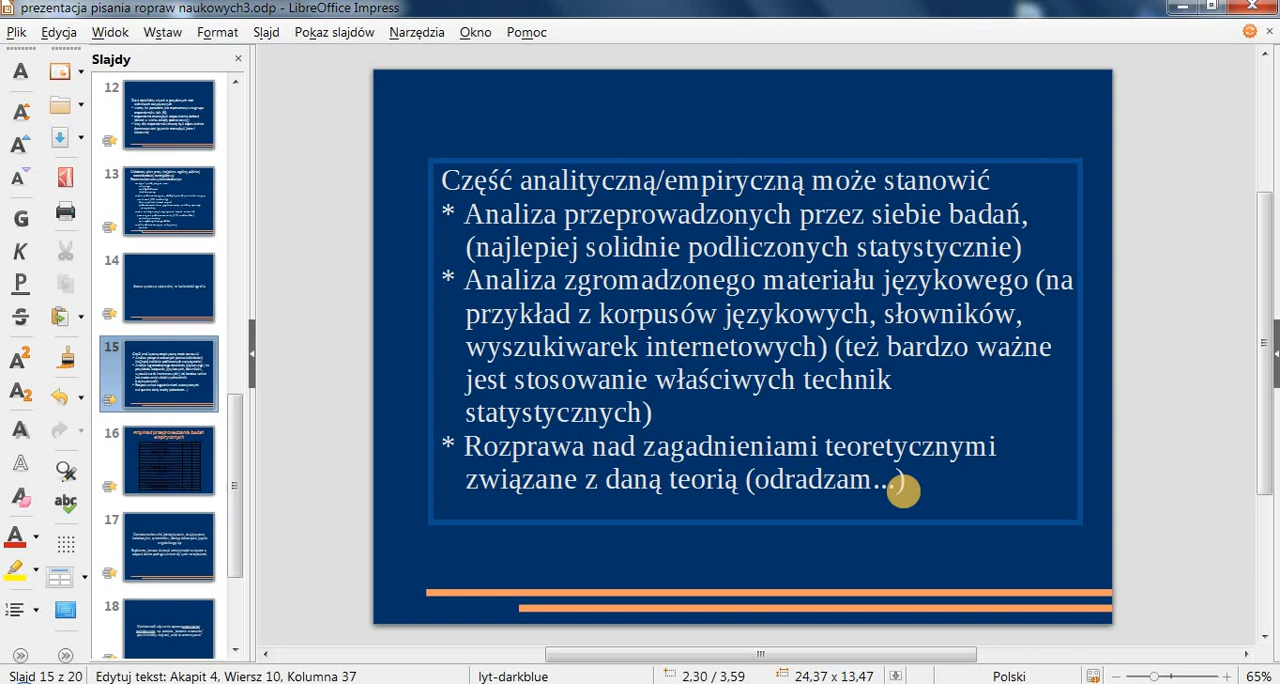 prezentacja pisania ropraw naukowych3.odp - LibreOffice Impress
Plik Edycja Widok Wstaw Format Slajd Pokaz slajdów Narzędzia Okno Pomoc
Slajdy
12
13
14
15
16
Przykład przeprowadzania badań
empirycznych
17
18
Część analityczną/empiryczną może stanowić
* Analiza przeprowadzonych przez siebie badań,
(najlepiej solidnie podliczonych statystycznie)
* Analiza zgromadzonego materiału językowego (na
przykład z korpusów językowych, słowników,
wyszukiwarek internetowych) (też bardzo ważne
jest stosowanie właściwych technik
statystycznych)
* Rozprawa nad zagadnieniami teoretycznymi
związane z daną teorią (odradzam...)
Slajd 15 z 20 Edytuj tekst: Akapit 4, Wiersz 10, Kolumna 37 lyt-darkblue 2,30 / 3,59 24,37 x 13,47 Polski 65%